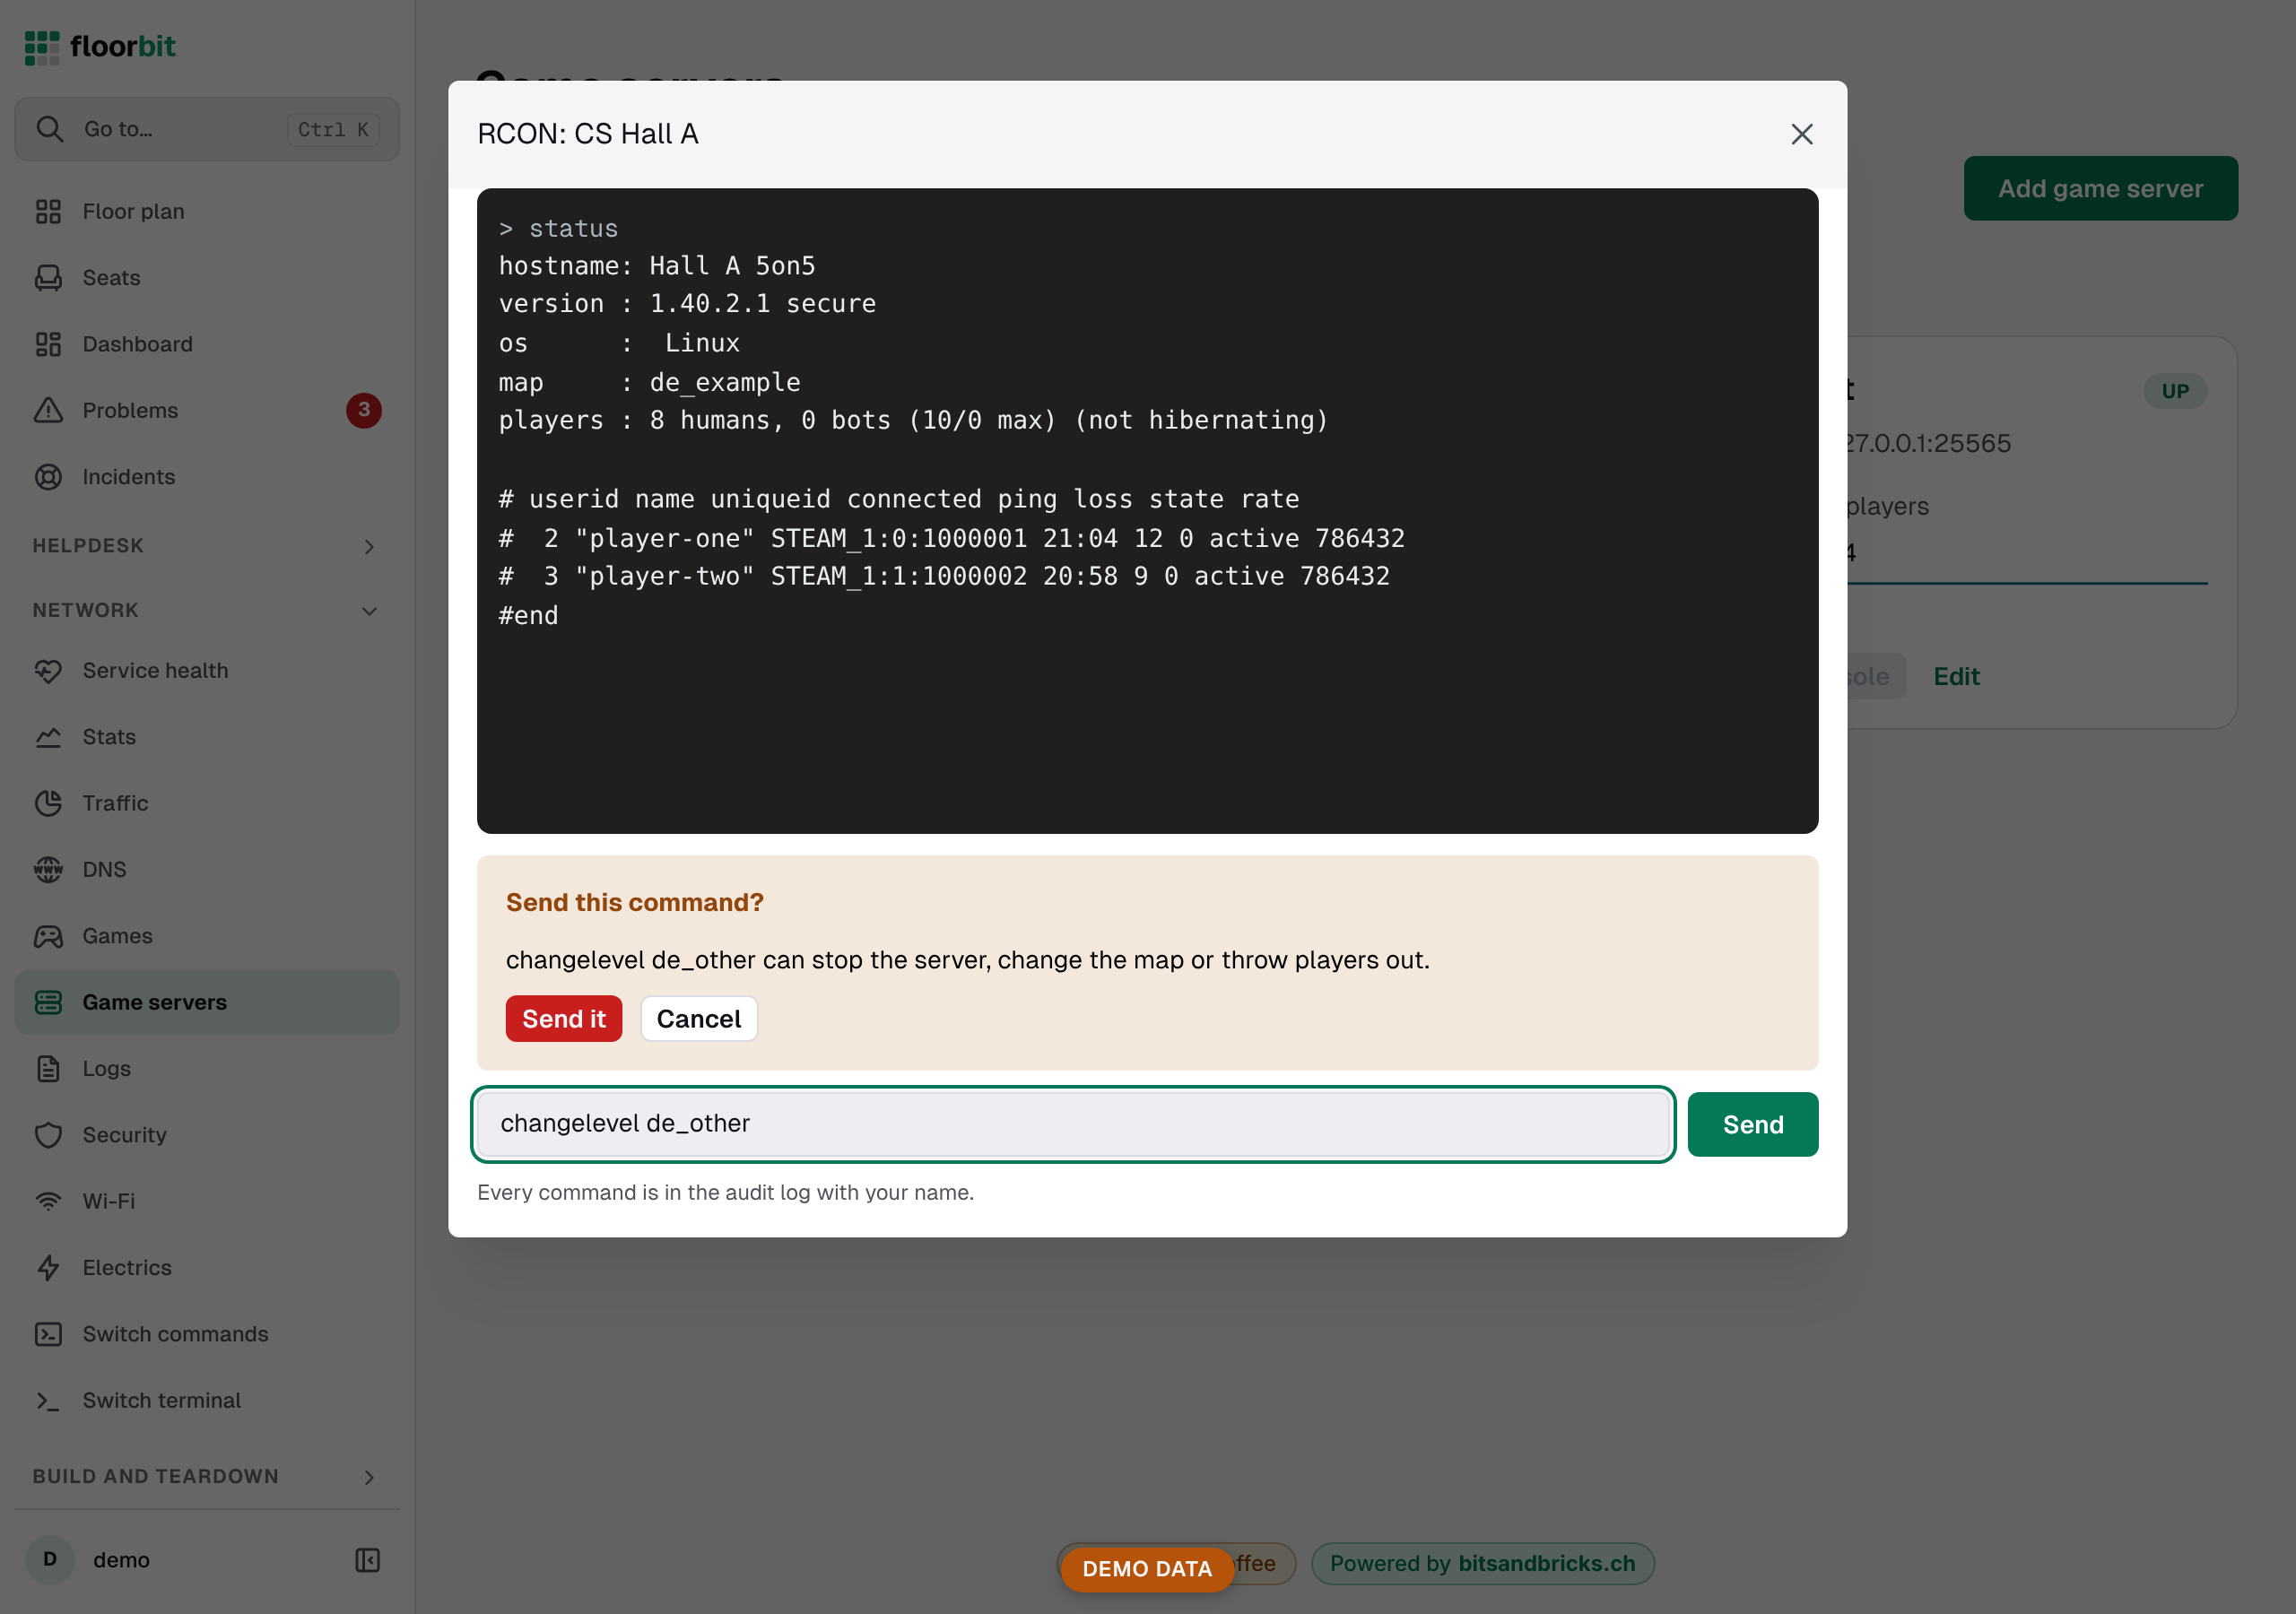 floorbit
Go to...
Ctrl K
Floor plan
Seats
Dashboard
Problems
3
Incidents
HELPDESK
NETWORK
Service health
Stats
Traffic
DNS
Games
Game servers
Logs
Security
Wi-Fi
Electrics
Switch commands
Switch terminal
BUILD AND TEARDOWN
D
demo
Add game server
UP
27.0.0.1:25565
players
4
Edit
RCON: CS Hall A
> status
hostname: Hall A 5on5
version : 1.40.2.1 secure
os      :  Linux
map     : de_example
players : 8 humans, 0 bots (10/0 max) (not hibernating)
# userid name uniqueid connected ping loss state rate
#  2 "player-one" STEAM_1:0:1000001 21:04 12 0 active 786432
#  3 "player-two" STEAM_1:1:1000002 20:58 9 0 active 786432
#end
Send this command?
changelevel de_other can stop the server, change the map or throw players out.
Send it
Cancel
changelevel de_other
Send
Every command is in the audit log with your name.
DEMO DATA
Powered by bitsandbricks.ch